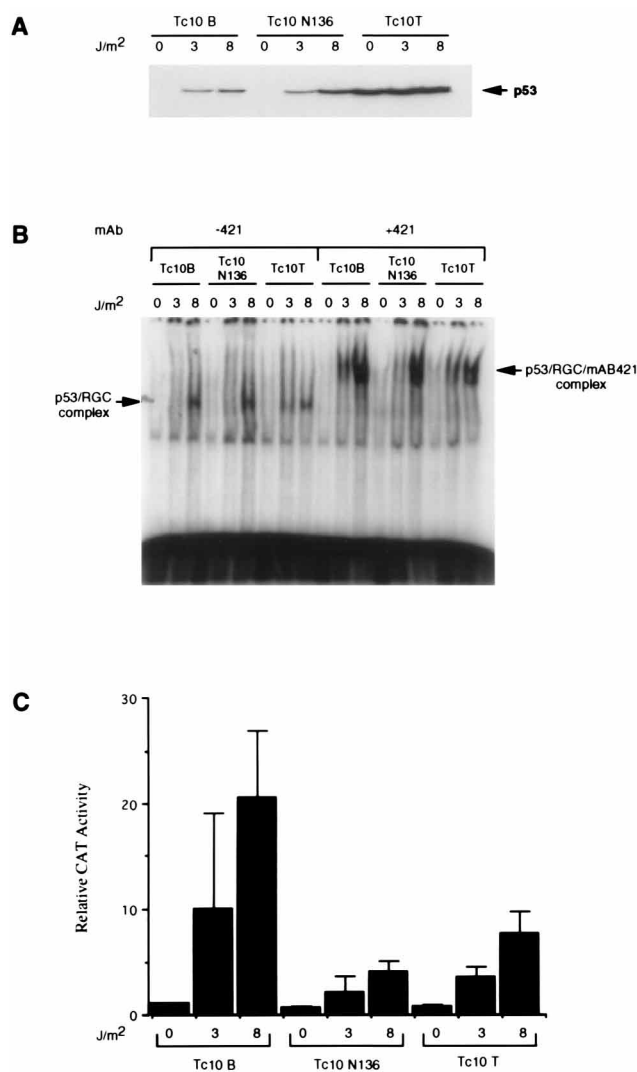 A
Tc10 B Tc10 N136 Tc10T
J/m² 0 3 8 0 3 8 0 3 8
p53
B
mAb -421 +421
Tc10B Tc10 N136 Tc10T Tc10B Tc10 N136 Tc10T
J/m² 0 3 8 0 3 8 0 3 8 0 3 8 0 3 8 0 3 8
p53/RGC
complex
p53/RGC/mAB421
complex
C
30
20
10
0
Relative CAT Activity
J/m² 0 3 8 0 3 8 0 3 8
Tc10 B Tc10 N136 Tc10 T